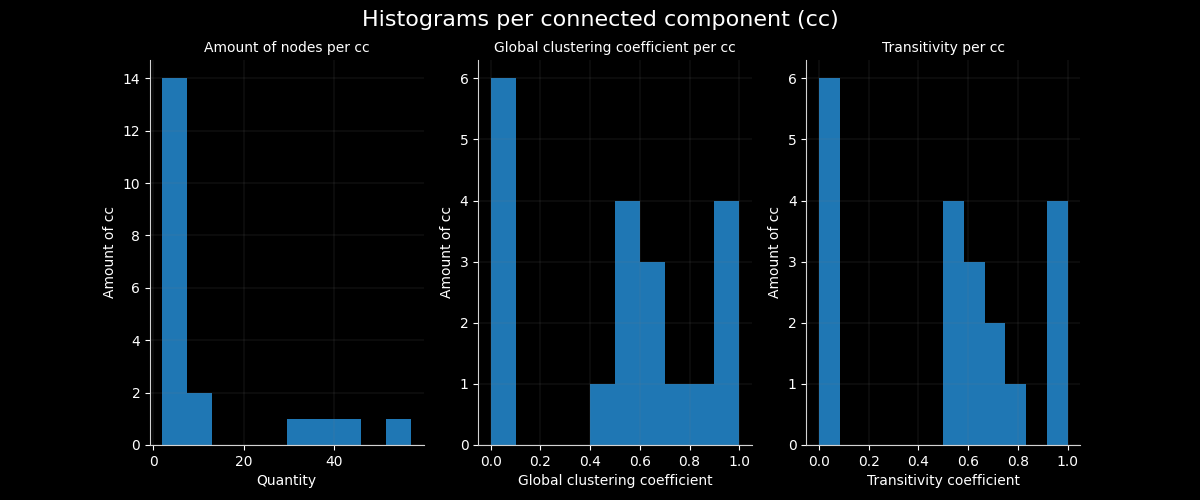 Histograms per connected component (cc)
Amount of nodes per cc
Global clustering coefficient per cc
Transitivity per cc
Amount of cc
14
12
10
8
6
4
2
0
0 20 40
Quantity
Amount of cc
6
5
4
3
2
1
0
0.0 0.2 0.4 0.6 0.8 1.0
Global clustering coefficient
Amount of cc
6
5
4
3
2
1
0
0.0 0.2 0.4 0.6 0.8 1.0
Transitivity coefficient